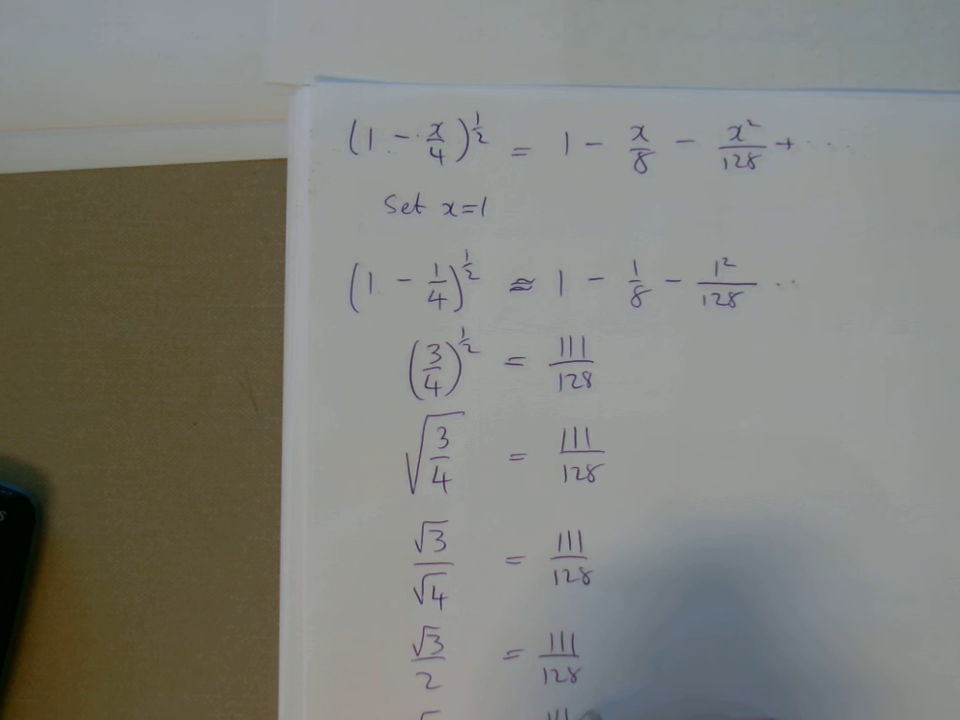 (1 - x/4)^1/2 = 1 - x/8 - x²/128 + ...
Set x=1
(1 - 1/4)^1/2 ≈ 1 - 1/8 - 1²/128 ..
(3/4)^1/2 = 111/128
√(3/4) = 111/128
√3/√4 = 111/128
√3/2 = 111/128